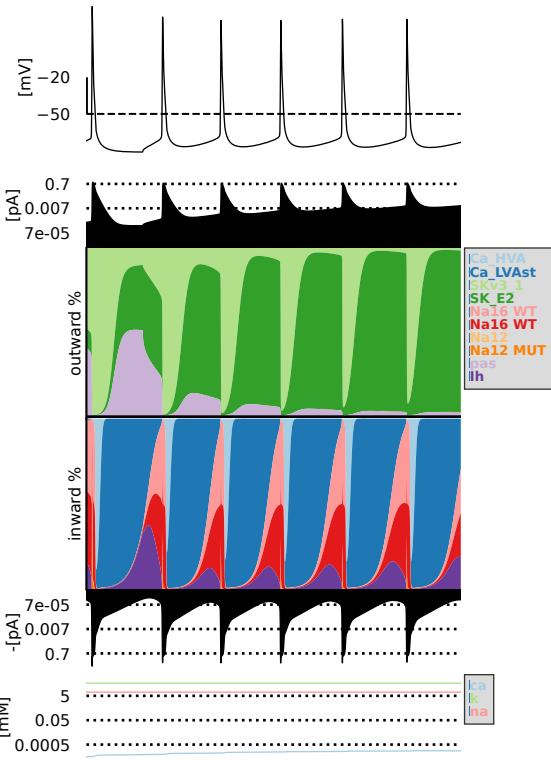 [mV]
−20
−50
[pA]
0.7
0.007
7e-05
outward %
Ca_HVA
Ca_LVAst
SKv3_1
SK_E2
Na16 WT
Na16 WT
Na12
Na12 MUT
pas
Ih
inward %
-[pA]
7e-05
0.007
0.7
[mM]
5
0.05
0.0005
ca
k
na